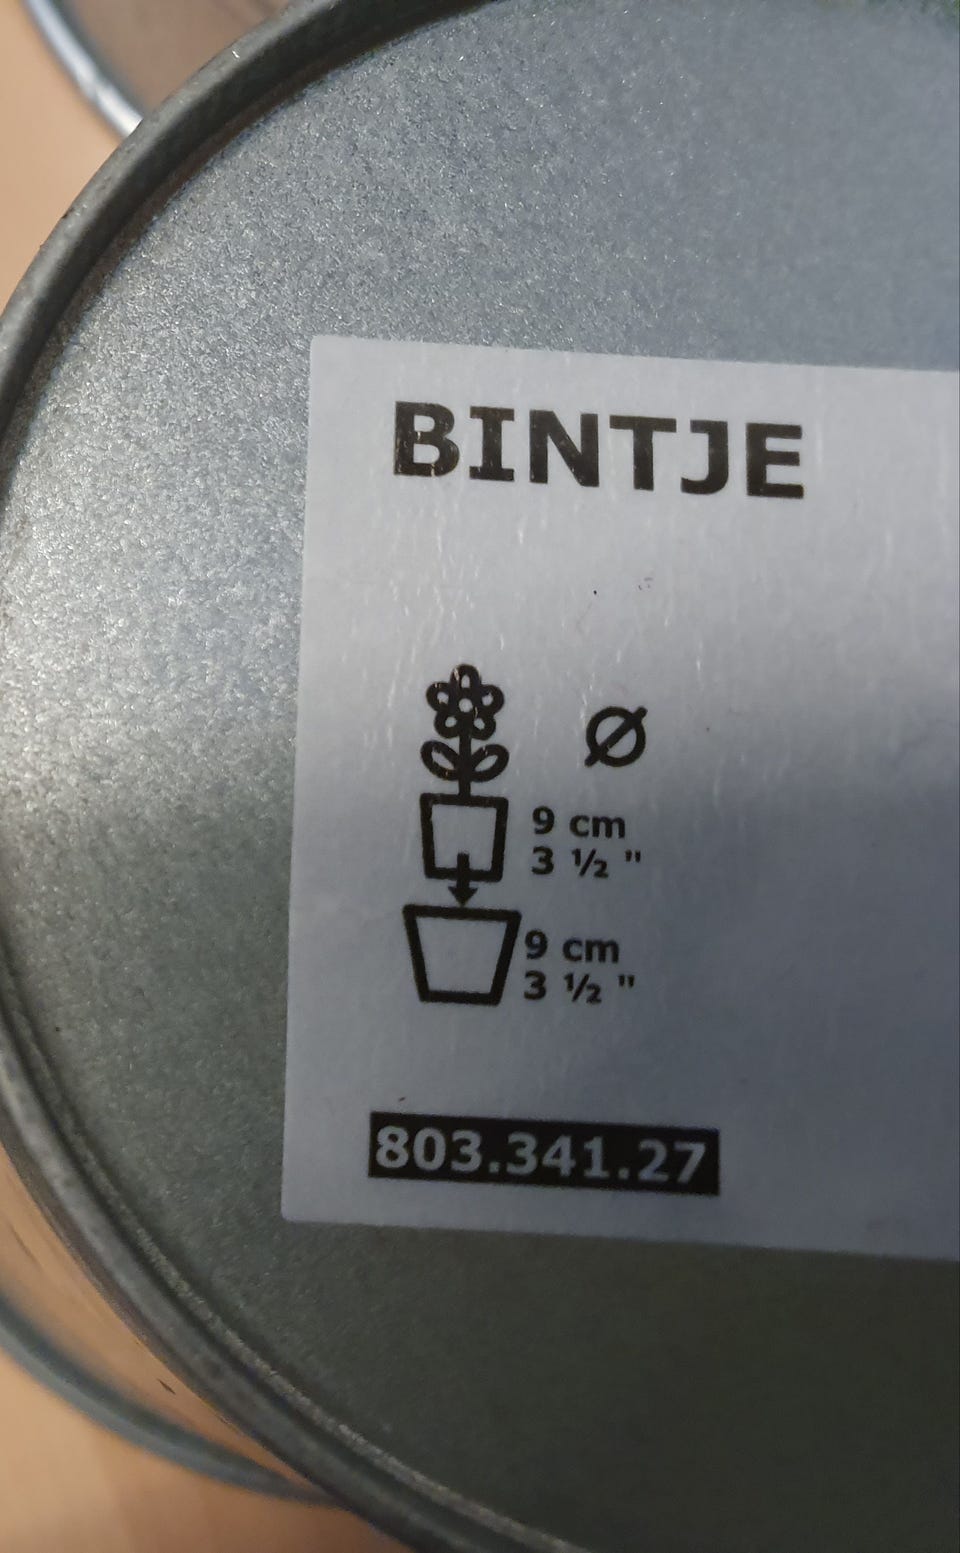 BINTJE
Ø
9 cm
3 ½ "
9 cm
3 ½ "
803.341.27